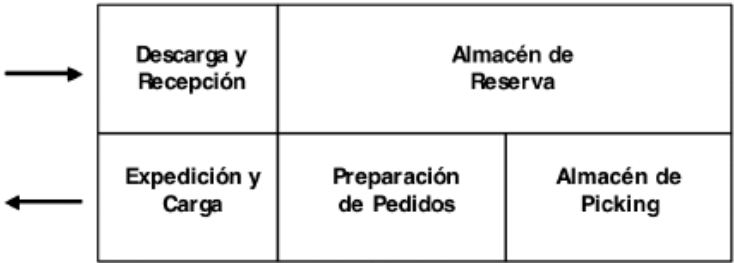 Descarga y
Recepción
Almacén de
Reserva
Expedición y
Carga
Preparación
de Pedidos
Almacén de
Picking